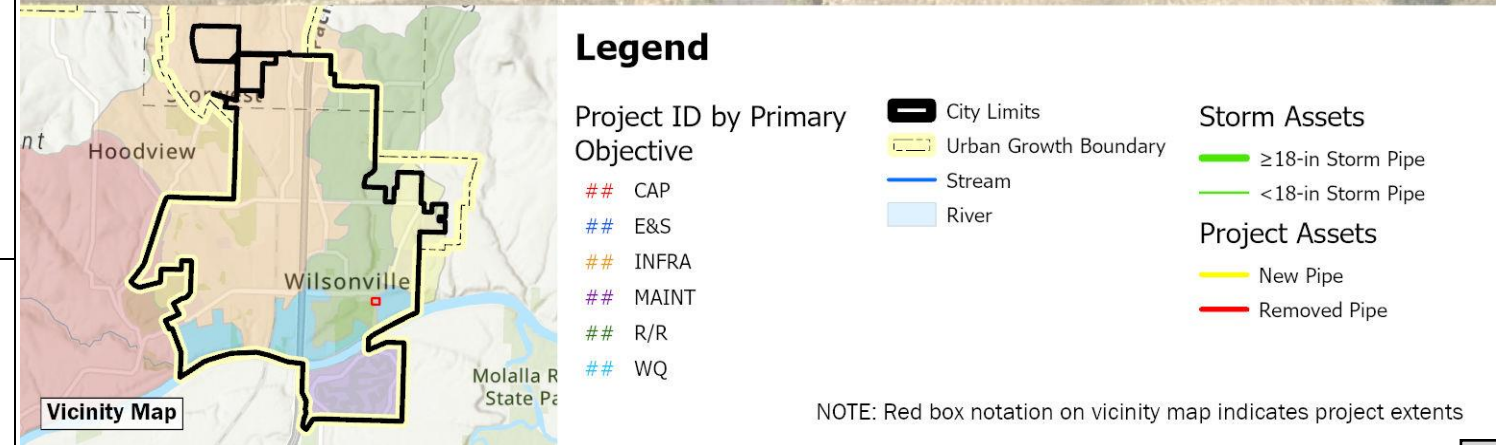 Hoodview
Wilsonville
Molalla R
State Pa
Vicinity Map
Legend
Project ID by Primary
Objective
## CAP
## E&S
## INFRA
## MAINT
## R/R
## WQ
City Limits
Urban Growth Boundary
Stream
River
Storm Assets
≥18-in Storm Pipe
<18-in Storm Pipe
Project Assets
New Pipe
Removed Pipe
NOTE: Red box notation on vicinity map indicates project extents